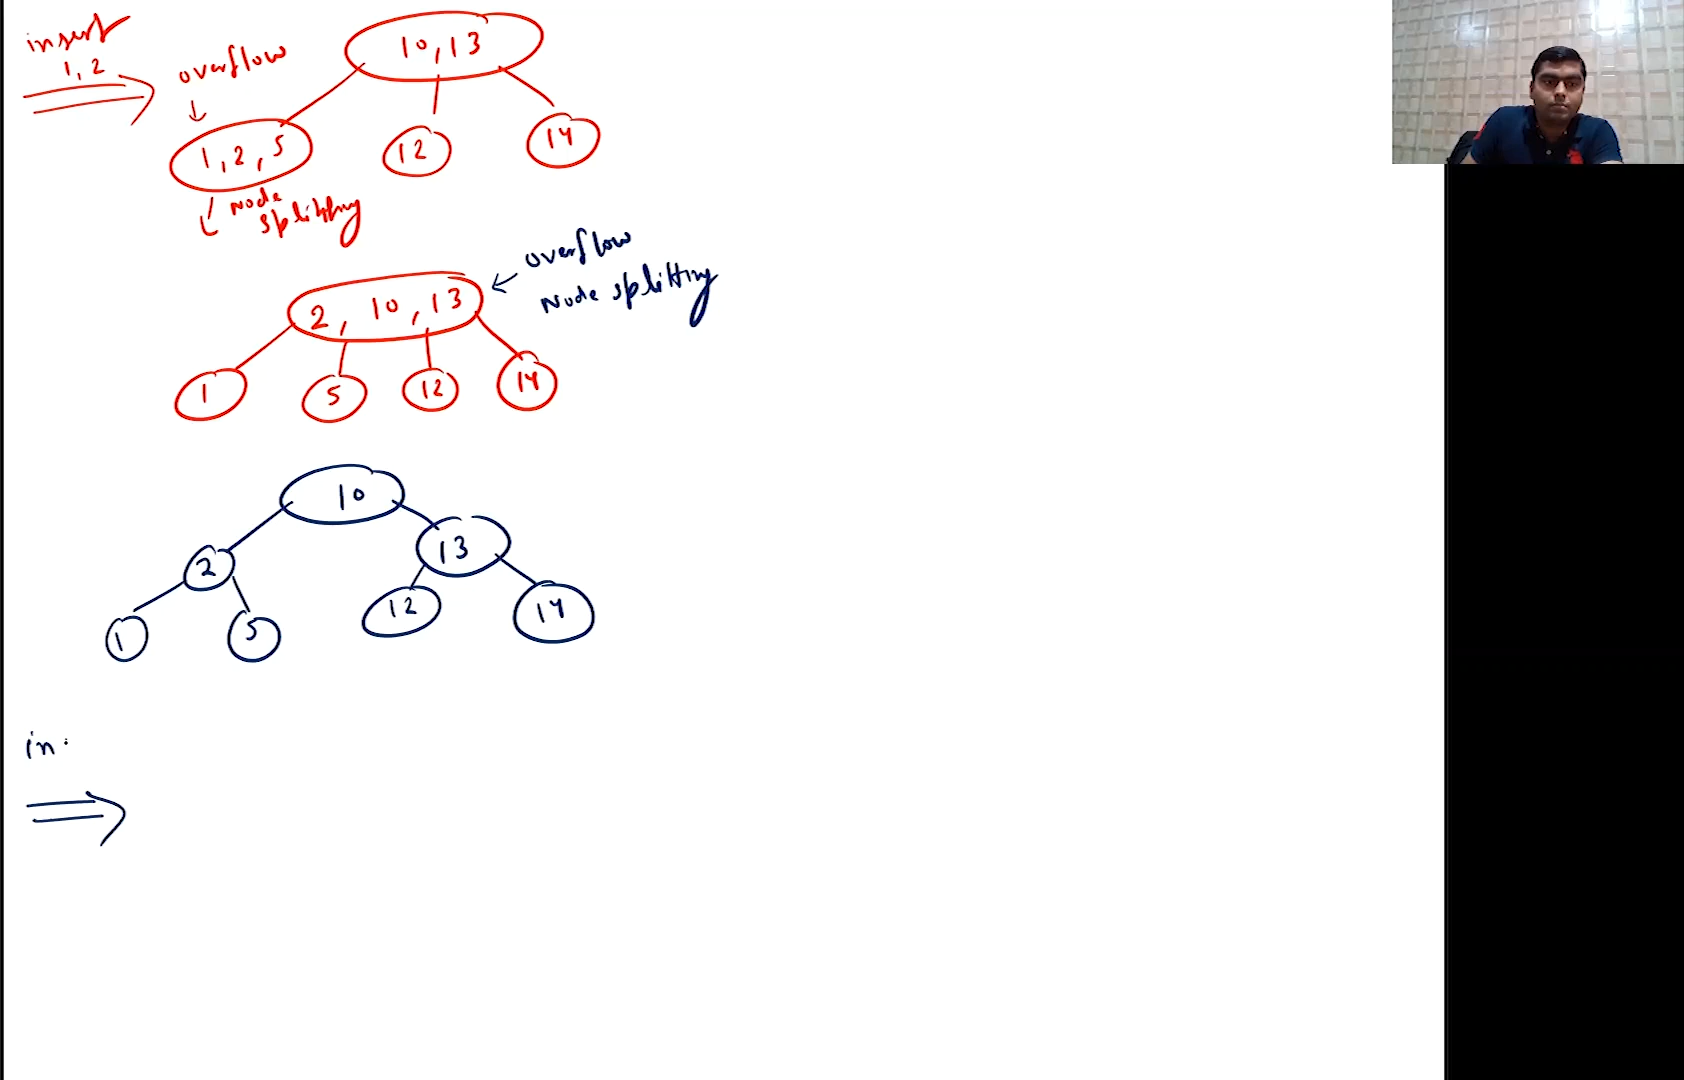 insert
1, 2
overflow
10, 13
1, 2, 5
12
14
Node
splitting
overflow
Node splitting
2, 10, 13
1
5
12
14
10
2
13
1
5
12
14
in